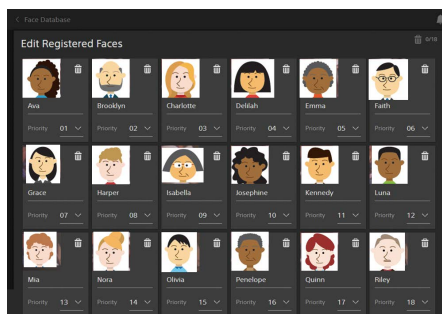 < Face Database
Edit Registered Faces
Ava Brooklyn Charlotte Delilah Emma Faith
Priority 01 Priority 02 Priority 03 Priority 04 Priority 05 Priority 06
Grace Harper Isabella Josephine Kennedy Luna
Priority 07 Priority 08 Priority 09 Priority 10 Priority 11 Priority 12
Mia Nora Olivia Penelope Quinn Riley
Priority 13 Priority 14 Priority 15 Priority 16 Priority 17 Priority 18